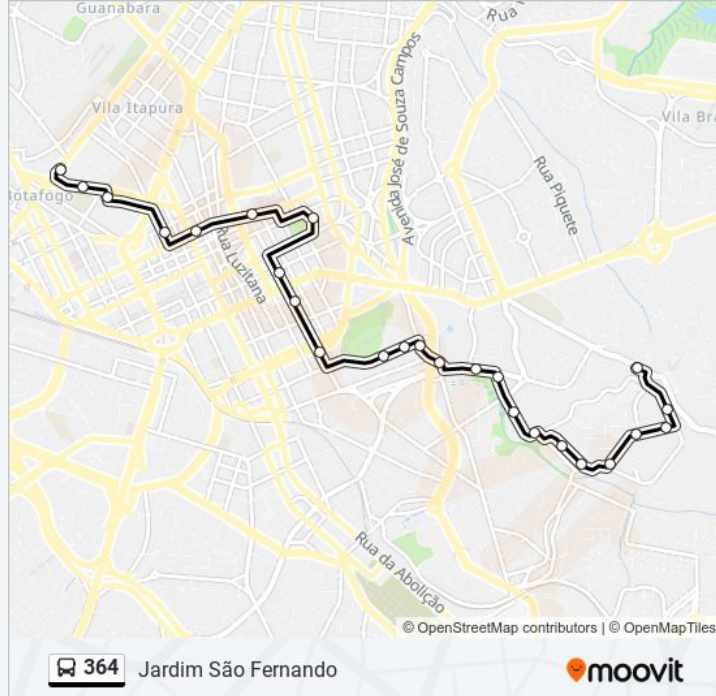 Guanabara
Rua
Vila Itapura
Avenida José de Souza Campos
Vila Bra
Rua Piquete
Botafogo
Rua Luzitana
Rua da Abolição
© OpenStreetMap contributors | © OpenMapTiles
364 Jardim São Fernando
moovit